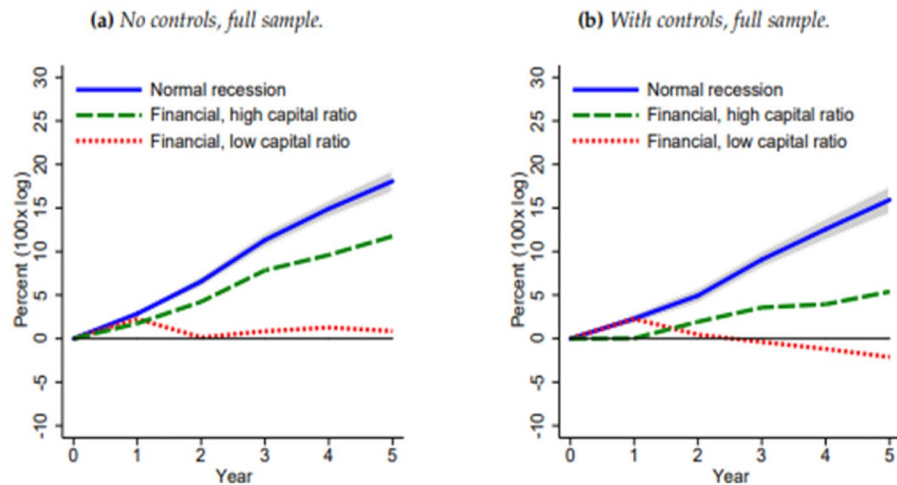 (a) No controls, full sample.
30
25
20
15
10
5
0
-5
-10
Percent (100x log)
Normal recession
Financial, high capital ratio
Financial, low capital ratio
0 1 2 3 4 5
Year
(b) With controls, full sample.
30
25
20
15
10
5
0
-5
-10
Percent (100x log)
Normal recession
Financial, high capital ratio
Financial, low capital ratio
0 1 2 3 4 5
Year